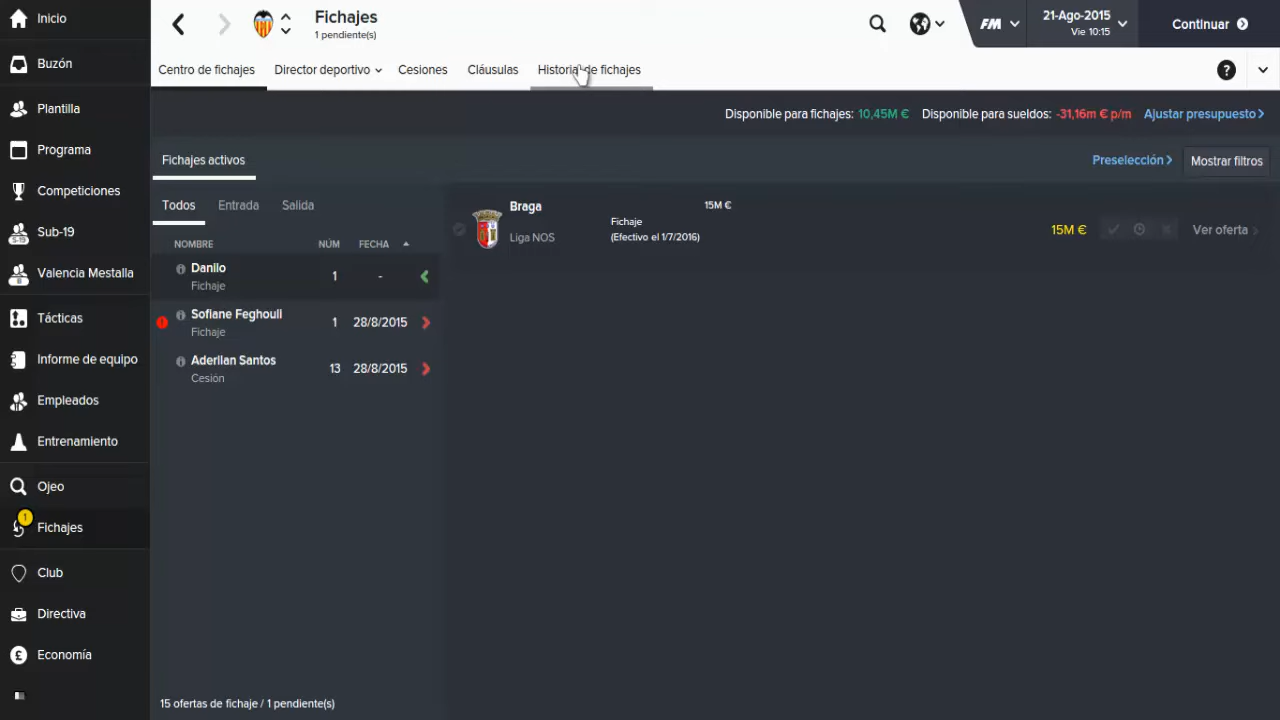 Inicio
Buzón
Plantilla
Programa
Competiciones
Sub-19
Valencia Mestalla
Tácticas
Informe de equipo
Empleados
Entrenamiento
Ojeo
1
Fichajes
Club
Directiva
Economía
Fichajes
1 pendiente(s)
FM
21-Ago-2015
Vie 10:15
Continuar
Centro de fichajes
Director deportivo
Cesiones
Cláusulas
Historial de fichajes
Disponible para fichajes: 10,45M € Disponible para sueldos: -31,16m € p/m Ajustar presupuesto
Fichajes activos
Preselección
Mostrar filtros
Todos Entrada Salida
NOMBRE NÚM FECHA
Danilo 1 -
Fichaje
Sofiane Feghouli 1 28/8/2015
Fichaje
Aderllan Santos 13 28/8/2015
Cesión
Braga
Liga NOS
15M €
Fichaje
(Efectivo el 1/7/2016)
15M €
Ver oferta
15 ofertas de fichaje / 1 pendiente(s)